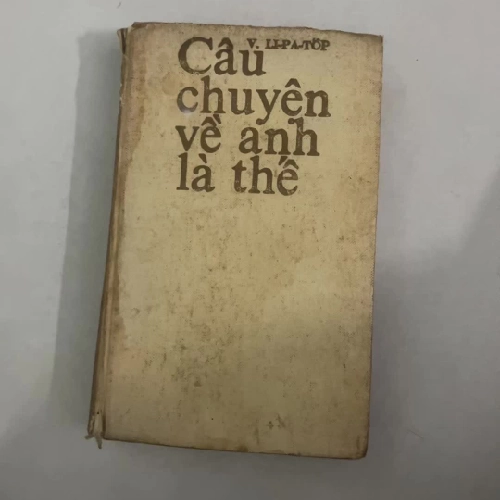 V. LI-PA-TỐP
Câu
chuyện
về anh
là thế